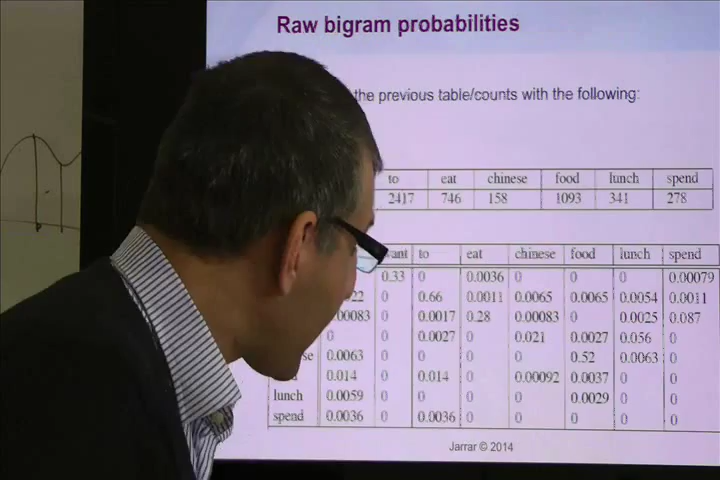 Raw bigram probabilities
the previous table/counts with the following:
to eat chinese food lunch spend
2417 746 158 1093 341 278
to eat chinese food lunch spend
0.33 0 0.0036 0 0 0 0.00079
0 0.66 0.0011 0.0065 0.0065 0.0054 0.0011
0 0.0017 0.28 0.00083 0 0.0025 0.087
0 0 0.0027 0 0.021 0.0027 0.056 0
0.0063 0 0 0 0 0.52 0.0063 0
0.014 0 0.014 0 0.00092 0.0037 0 0
lunch 0.0059 0 0 0 0 0.0029 0 0
spend 0.0036 0 0.0036 0 0 0 0 0
Jarrar © 2014